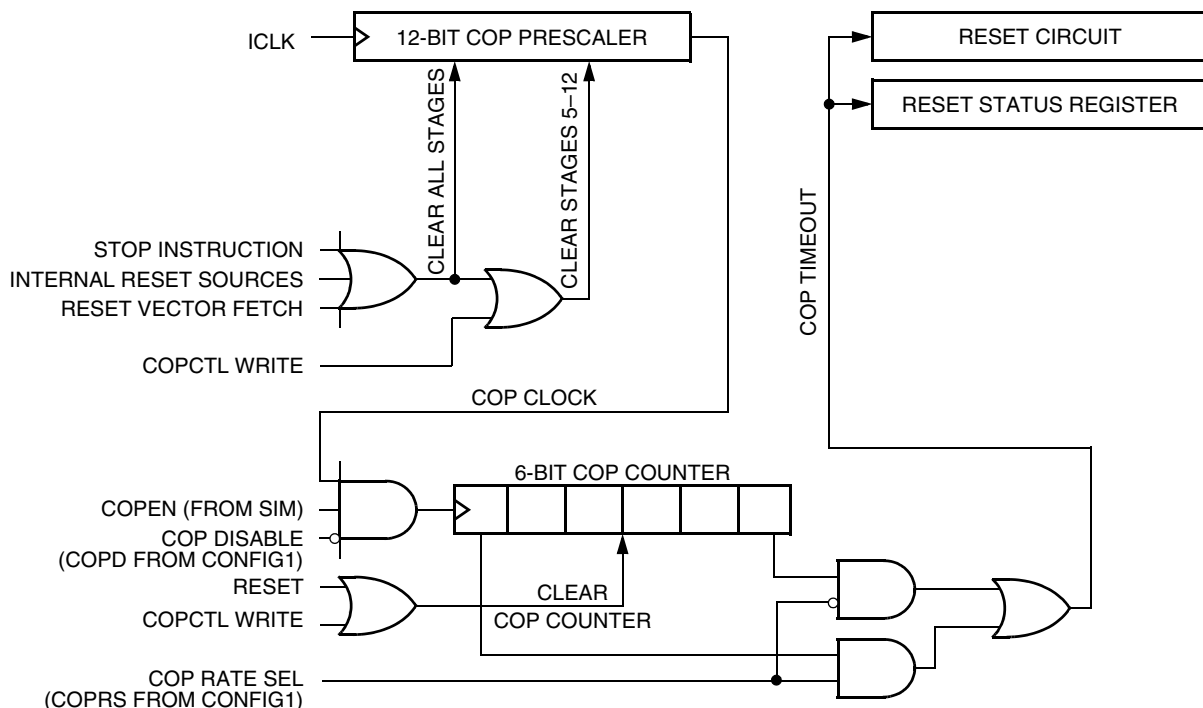 ICLK
12-BIT COP PRESCALER
RESET CIRCUIT
RESET STATUS REGISTER
CLEAR ALL STAGES
CLEAR STAGES 5–12
COP TIMEOUT
STOP INSTRUCTION
INTERNAL RESET SOURCES
RESET VECTOR FETCH
COPCTL WRITE
COP CLOCK
6-BIT COP COUNTER
COPEN (FROM SIM)
COP DISABLE
(COPD FROM CONFIG1)
RESET
COPCTL WRITE
CLEAR
COP COUNTER
COP RATE SEL
(COPRS FROM CONFIG1)